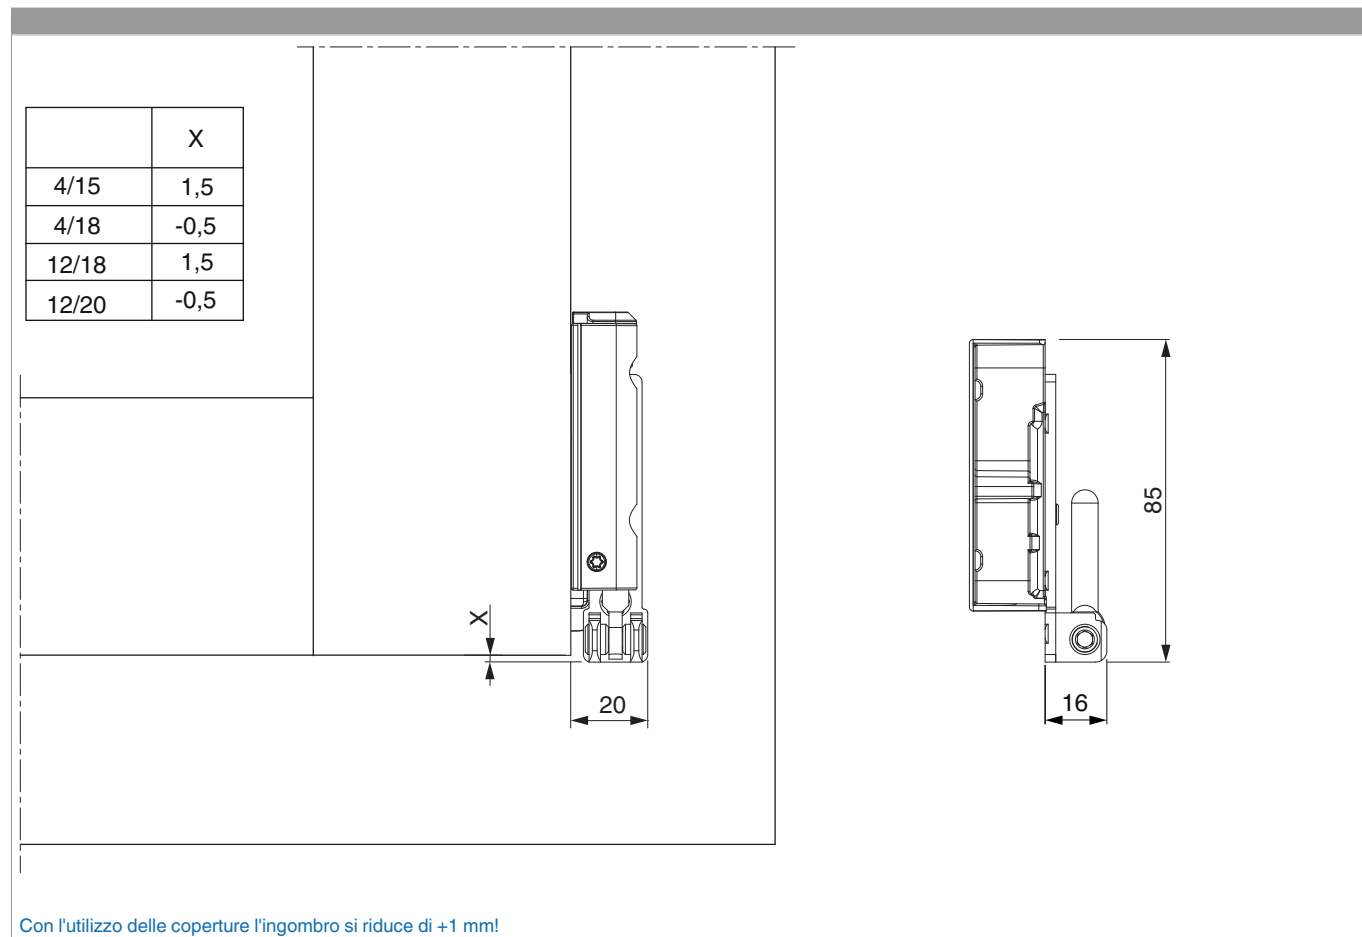 X
4/15 1,5
4/18 -0,5
12/18 1,5
12/20 -0,5
85
X
20
16
Con l'utilizzo delle coperture l'ingombro si riduce di +1 mm!